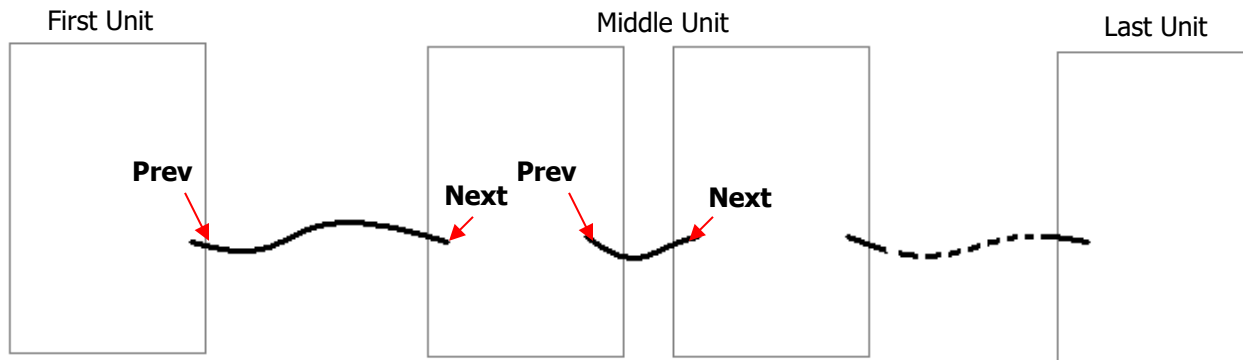 First Unit
Middle Unit
Last Unit
Prev
Next
Prev
Next